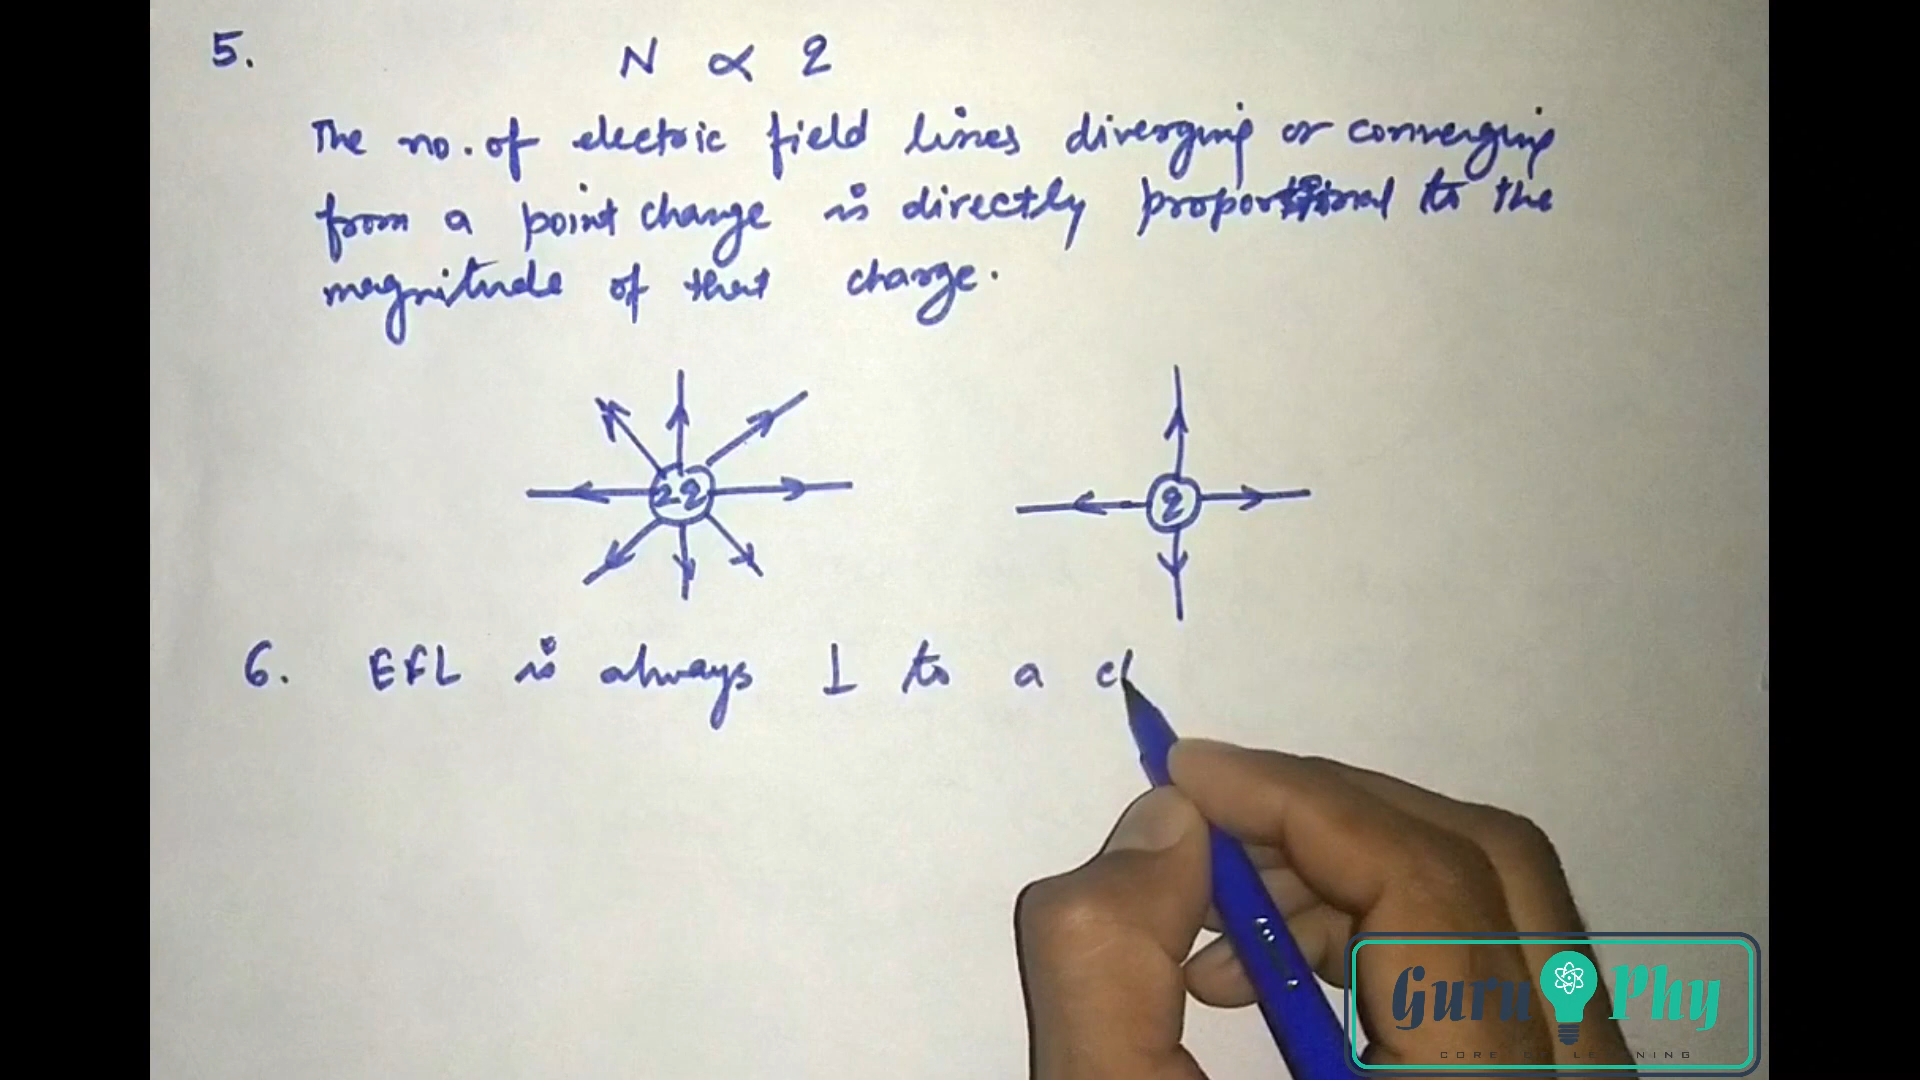 5. N ∝ q
The no. of electric field lines diverging or converging
from a point charge is directly proportional to the
magnitude of that charge.
2q q
6. EFL is always ⊥ to a
Guru Phy